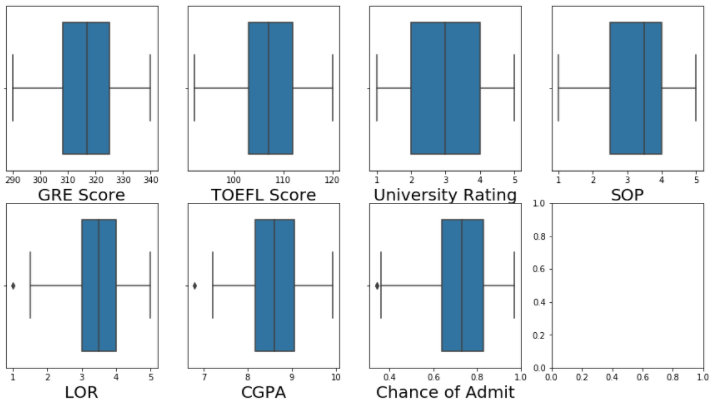 290 300 310 320 330 340
GRE Score
100 110 120
TOEFL Score
1 2 3 4 5
University Rating
1 2 3 4 5
SOP
1 2 3 4 5
LOR
7 8 9 10
CGPA
0.4 0.6 0.8 1.0
Chance of Admit
1.0
0.8
0.6
0.4
0.2
0.0
0.0 0.2 0.4 0.6 0.8 1.0